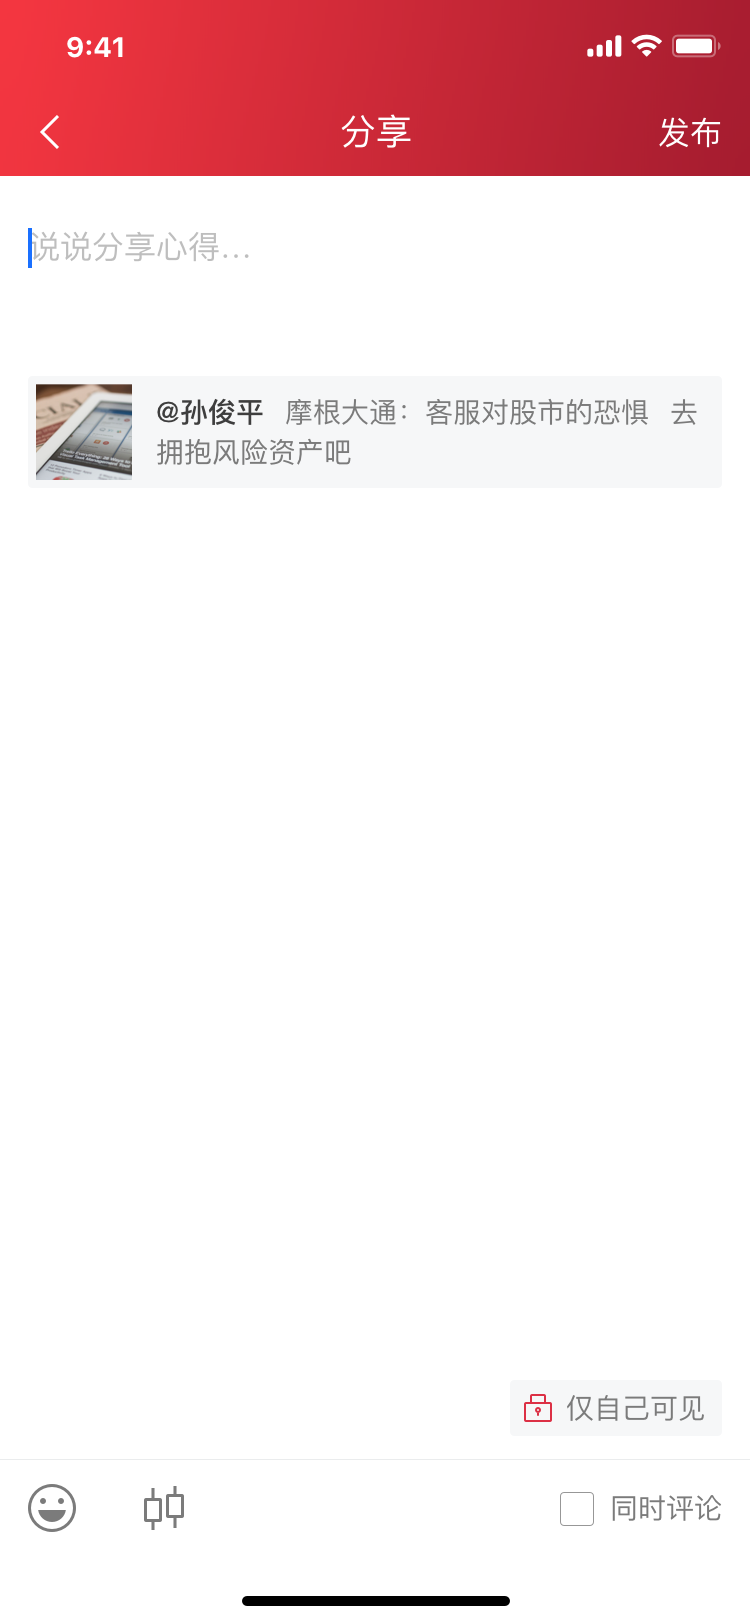 9:41
分享
发布
说说分享心得...
@孙俊平 摩根大通：客服对股市的恐惧 去
拥抱风险资产吧
仅自己可见
同时评论